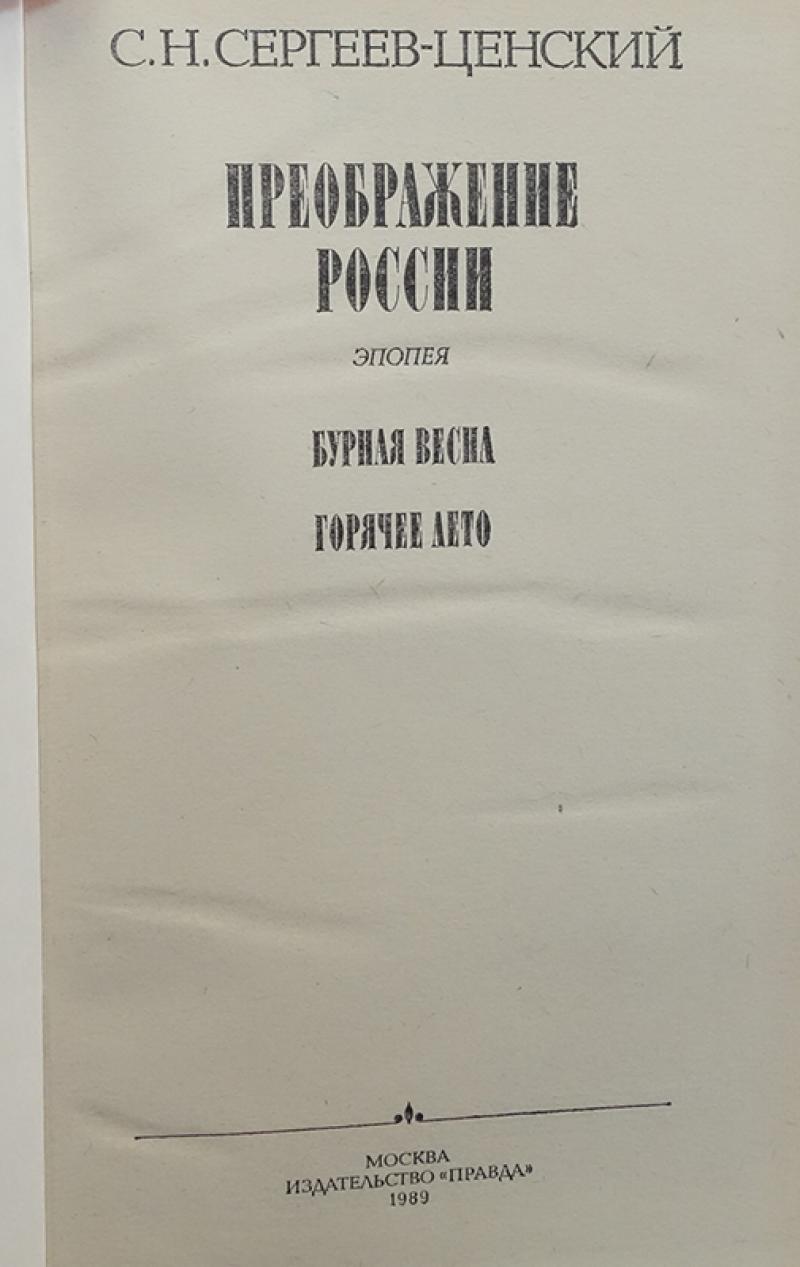 С.Н.СЕРГЕЕВ-ЦЕНСКИЙ
ПРЕОБРАЖЕНИЕ
РОССИИ
ЭПОПЕЯ
БУРНАЯ ВЕСНА
ГОРЯЧЕЕ ЛЕТО
МОСКВА
ИЗДАТЕЛЬСТВО «ПРАВДА»
1989